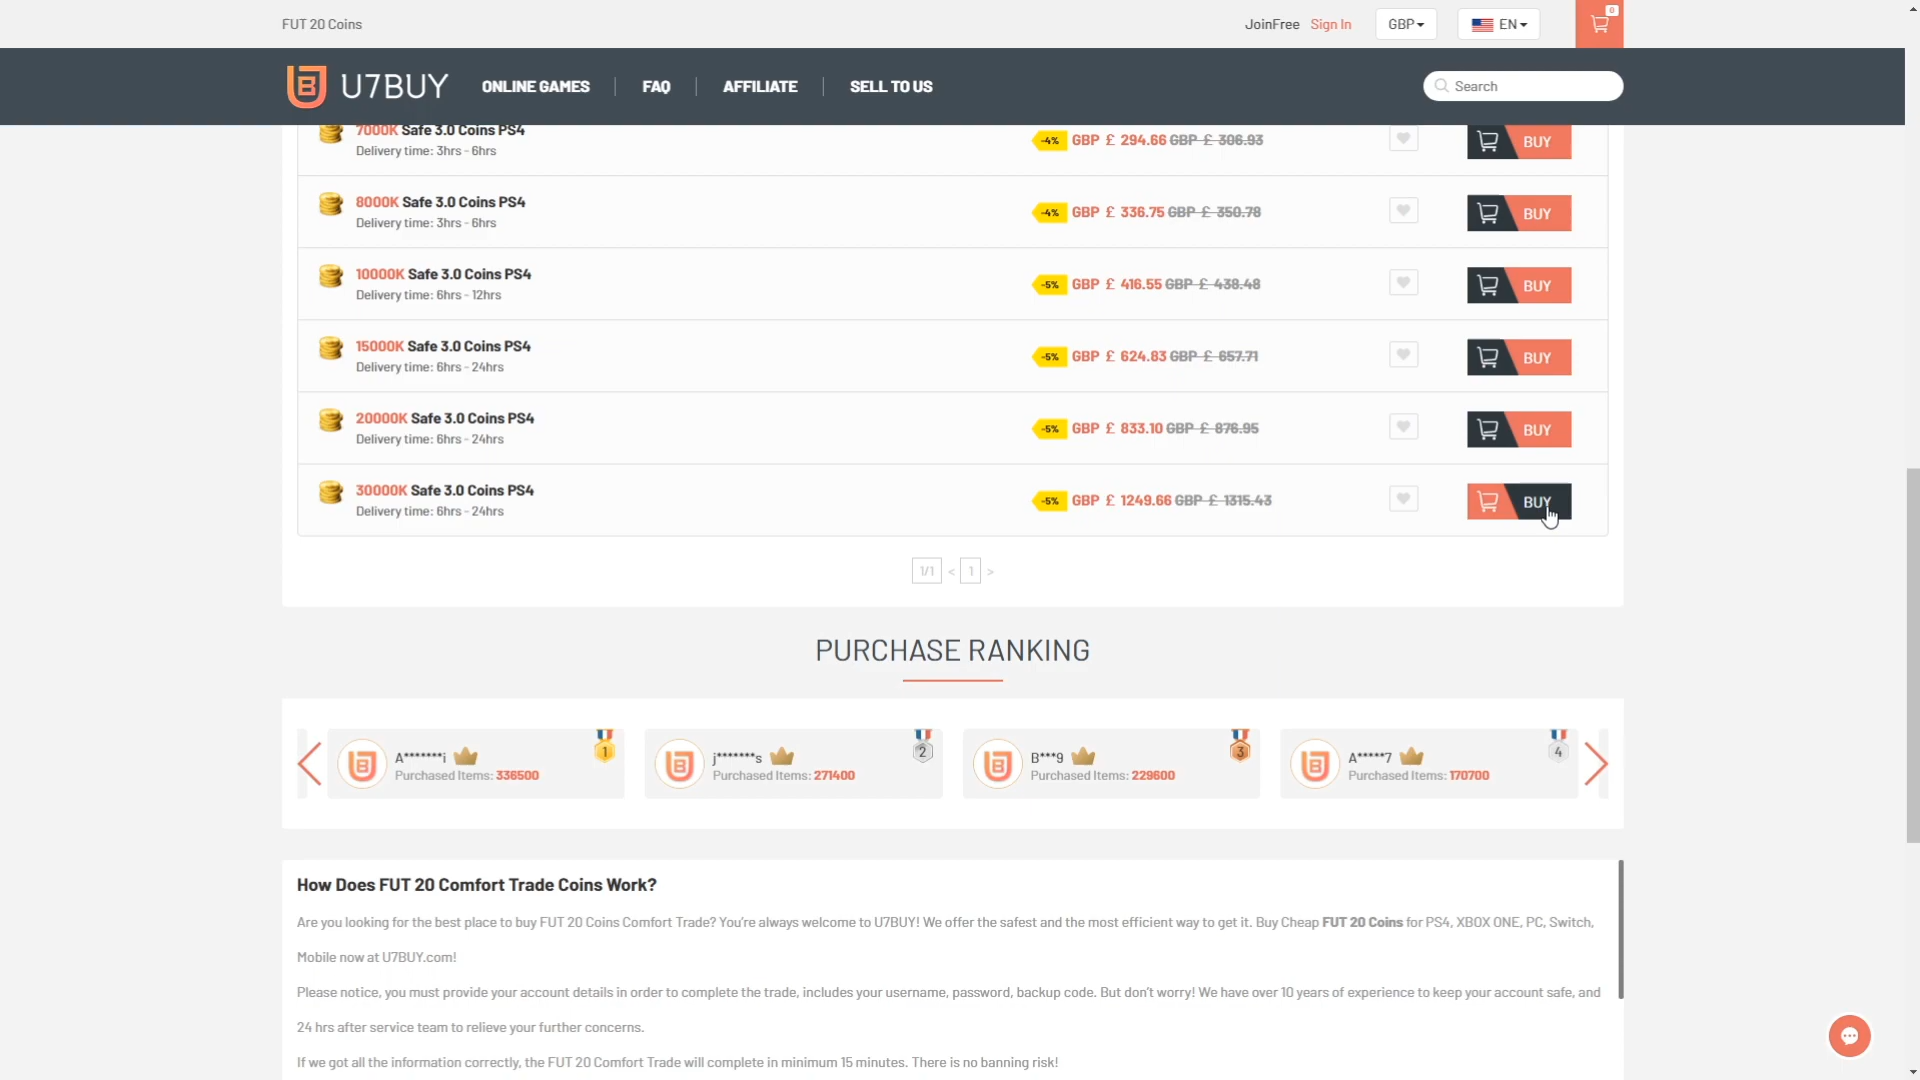 FUT 20 Coins
JoinFree Sign In GBP EN 0
U7BUY ONLINE GAMES FAQ AFFILIATE SELL TO US Search
7000K Safe 3.0 Coins PS4
Delivery time: 3hrs - 6hrs
-4% GBP £ 294.66 GBP £ 306.93 BUY
8000K Safe 3.0 Coins PS4
Delivery time: 3hrs - 6hrs
-4% GBP £ 336.75 GBP £ 350.78 BUY
10000K Safe 3.0 Coins PS4
Delivery time: 6hrs - 12hrs
-5% GBP £ 416.55 GBP £ 438.48 BUY
15000K Safe 3.0 Coins PS4
Delivery time: 6hrs - 24hrs
-5% GBP £ 624.83 GBP £ 657.71 BUY
20000K Safe 3.0 Coins PS4
Delivery time: 6hrs - 24hrs
-5% GBP £ 833.10 GBP £ 876.95 BUY
30000K Safe 3.0 Coins PS4
Delivery time: 6hrs - 24hrs
-5% GBP £ 1249.66 GBP £ 1315.43 BUY
1/1 < 1 >
PURCHASE RANKING
A*******i 1
Purchased Items: 336500
j*******s 2
Purchased Items: 271400
B***9 3
Purchased Items: 229600
A*****7 4
Purchased Items: 170700
How Does FUT 20 Comfort Trade Coins Work?
Are you looking for the best place to buy FUT 20 Coins Comfort Trade? You're always welcome to U7BUY! We offer the safest and the most efficient way to get it. Buy Cheap FUT 20 Coins for PS4, XBOX ONE, PC, Switch,
Mobile now at U7BUY.com!
Please notice, you must provide your account details in order to complete the trade, includes your username, password, backup code. But don't worry! We have over 10 years of experience to keep your account safe, and
24 hrs after service team to relieve your further concerns.
If we got all the information correctly, the FUT 20 Comfort Trade will complete in minimum 15 minutes. There is no banning risk!